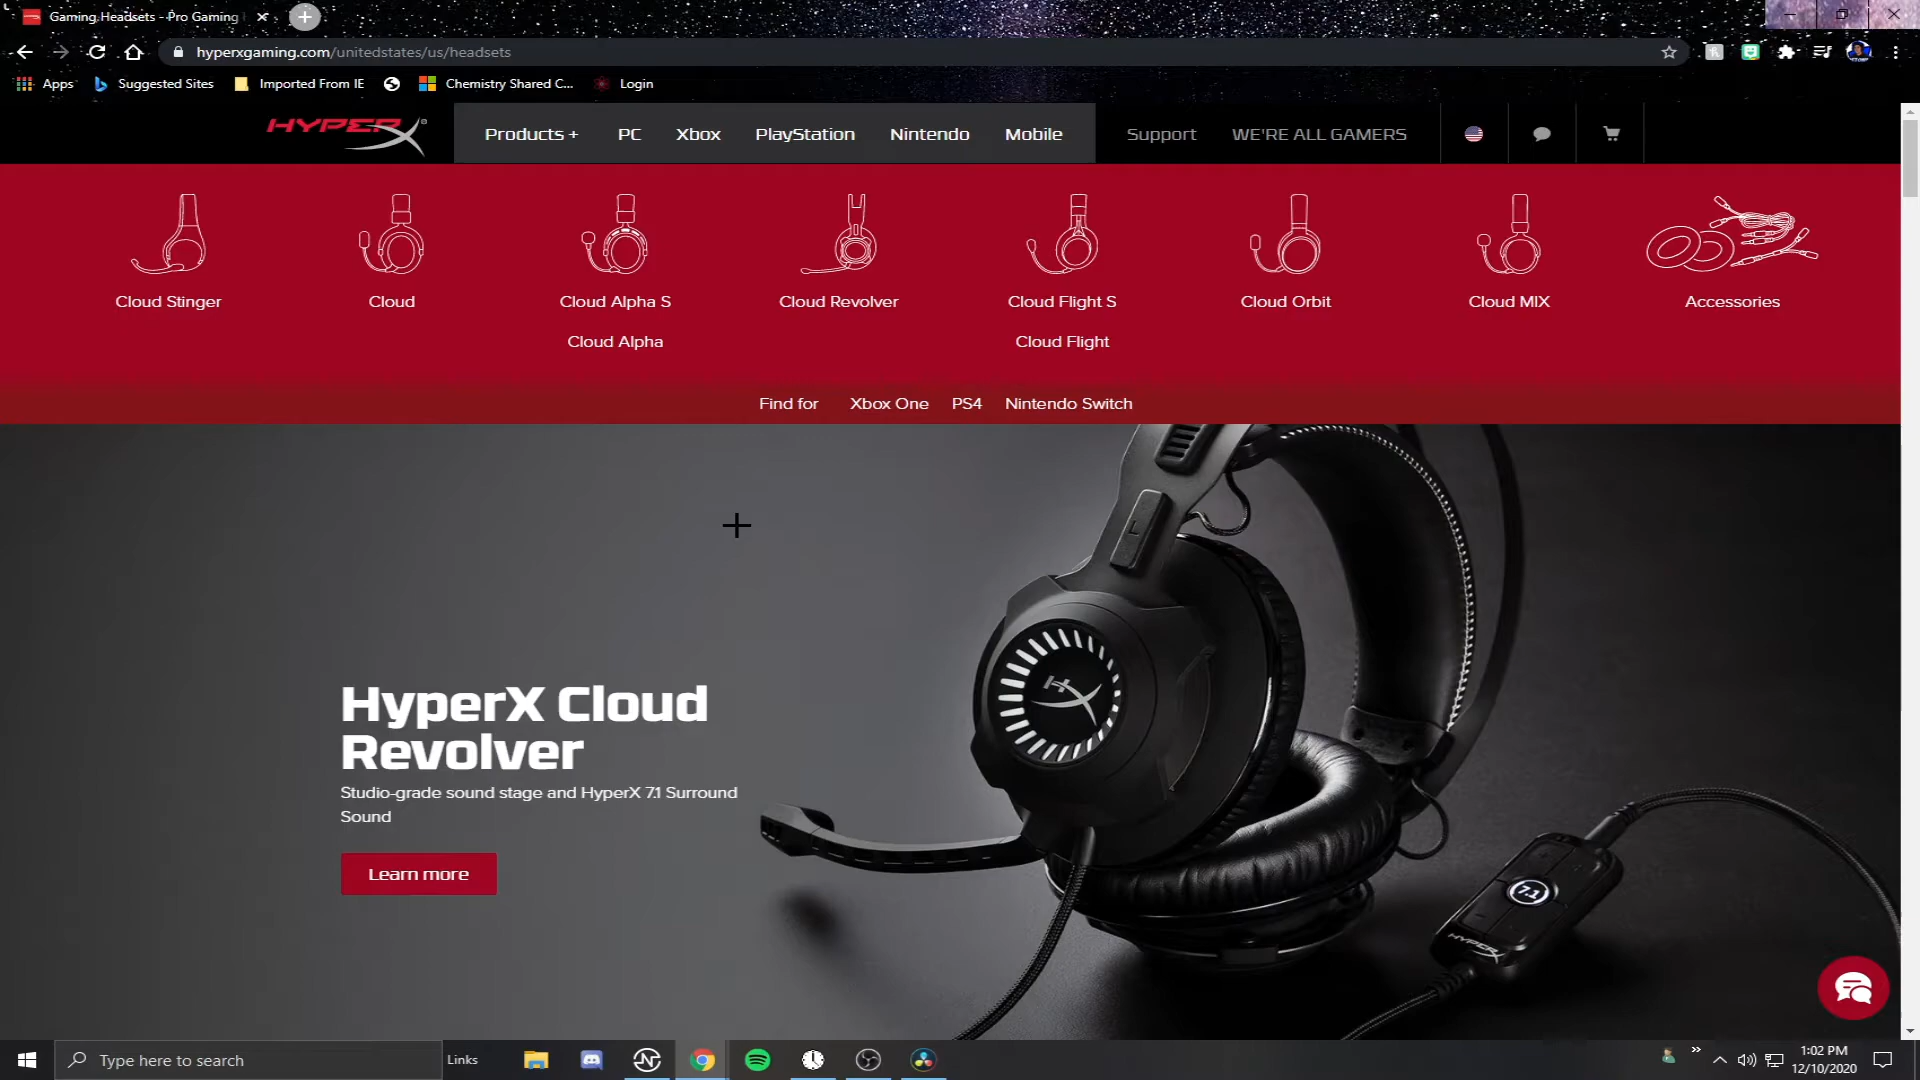 Gaming Headsets - Pro Gaming
hyperxgaming.com/unitedstates/us/headsets
Apps Suggested Sites Imported From IE Chemistry Shared C... Login
HYPERX Products + PC Xbox PlayStation Nintendo Mobile Support WE'RE ALL GAMERS
Cloud Stinger Cloud Cloud Alpha S Cloud Revolver Cloud Flight S Cloud Orbit Cloud MIX Accessories
Cloud Alpha Cloud Flight
Find for Xbox One PS4 Nintendo Switch
L
HyperX Cloud
Revolver
Studio-grade sound stage and HyperX 7.1 Surround
Sound
Learn more
7.1
HYPERX
Type here to search Links 1:02 PM
12/10/2020